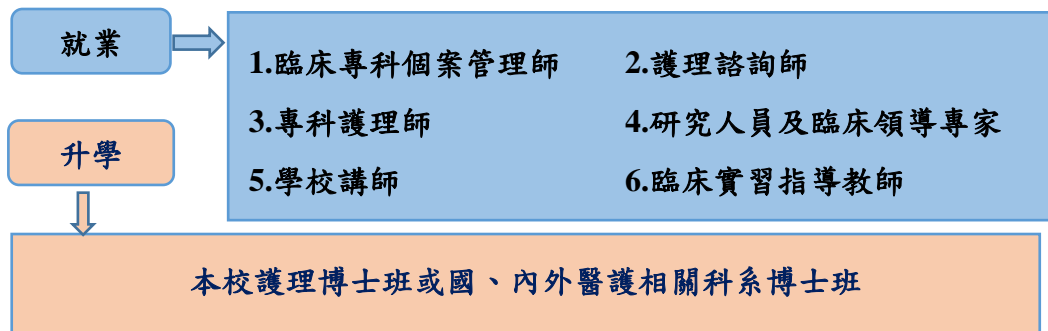 就業
1.臨床專科個案管理師 2.護理諮詢師
3.專科護理師 4.研究人員及臨床領導專家
5.學校講師 6.臨床實習指導教師
升學
本校護理博士班或國、內外醫護相關科系博士班